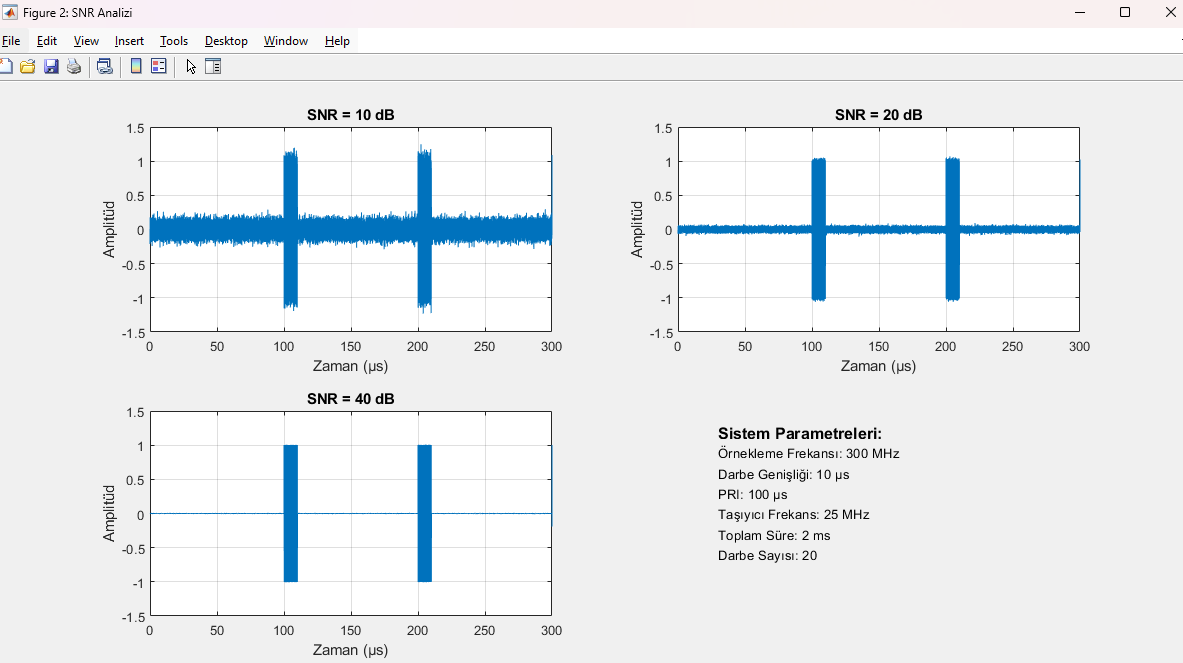 Figure 2: SNR Analizi
File Edit View Insert Tools Desktop Window Help
SNR = 10 dB
1.5
1
0.5
0
-0.5
-1
-1.5
Amplitüd
0 50 100 150 200 250 300
Zaman (µs)
SNR = 20 dB
1.5
1
0.5
0
-0.5
-1
-1.5
Amplitüd
0 50 100 150 200 250 300
Zaman (µs)
SNR = 40 dB
1.5
1
0.5
0
-0.5
-1
-1.5
Amplitüd
0 50 100 150 200 250 300
Zaman (µs)
Sistem Parametreleri:
Örnekleme Frekansı: 300 MHz
Darbe Genişliği: 10 µs
PRI: 100 µs
Taşıyıcı Frekans: 25 MHz
Toplam Süre: 2 ms
Darbe Sayısı: 20